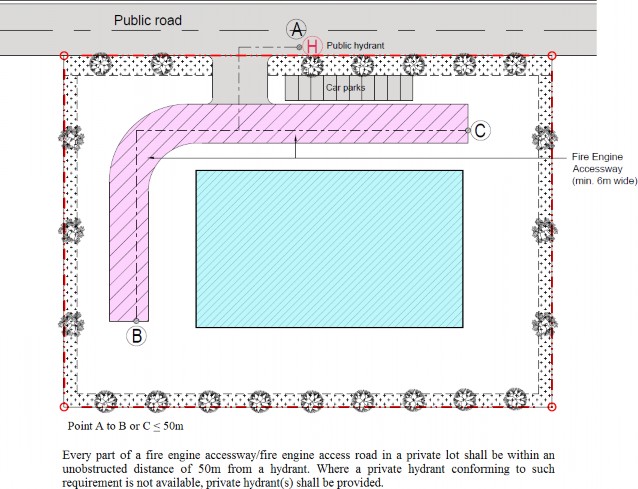 Public road
A
H Public hydrant
Car parks
C
Fire Engine
Accessway
(min. 6m wide)
B
Point A to B or C ≤ 50m
Every part of a fire engine accessway/fire engine access road in a private lot shall be within an
unobstructed distance of 50m from a hydrant. Where a private hydrant conforming to such
requirement is not available, private hydrant(s) shall be provided.